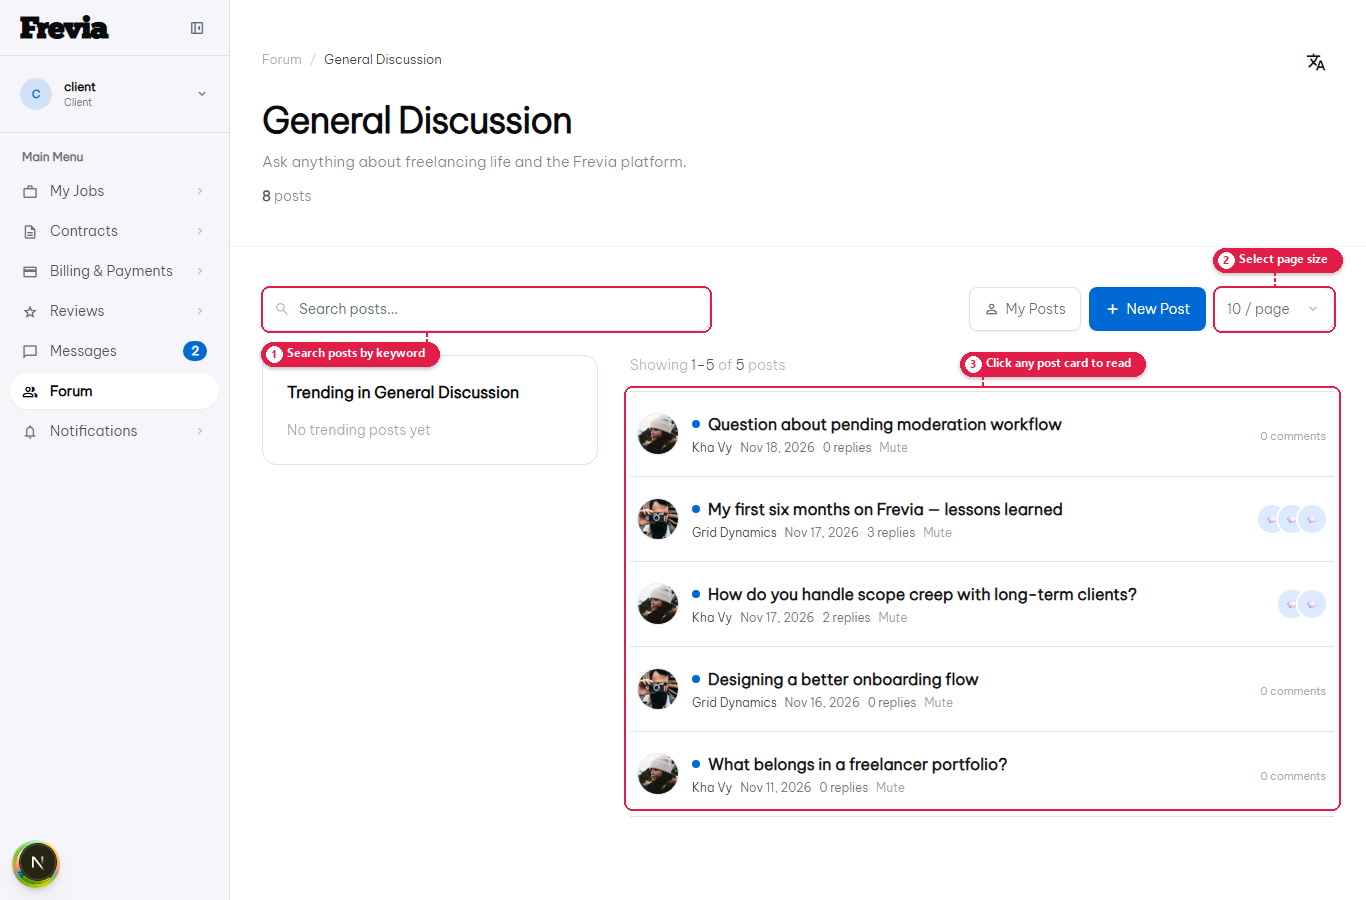 Frevia
C
client
Client
Main Menu
My Jobs
Contracts
Billing & Payments
Reviews
Messages
2
Forum
Notifications
N
Forum / General Discussion
General Discussion
Ask anything about freelancing life and the Frevia platform.
8 posts
2 Select page size
Search posts...
My Posts
+ New Post
10 / page
1 Search posts by keyword
Trending in General Discussion
No trending posts yet
Showing 1–5 of 5 posts
3 Click any post card to read
Question about pending moderation workflow
Kha Vy Nov 18, 2026 0 replies Mute
0 comments
My first six months on Frevia — lessons learned
Grid Dynamics Nov 17, 2026 3 replies Mute
How do you handle scope creep with long-term clients?
Kha Vy Nov 17, 2026 2 replies Mute
Designing a better onboarding flow
Grid Dynamics Nov 16, 2026 0 replies Mute
0 comments
What belongs in a freelancer portfolio?
Kha Vy Nov 11, 2026 0 replies Mute
0 comments